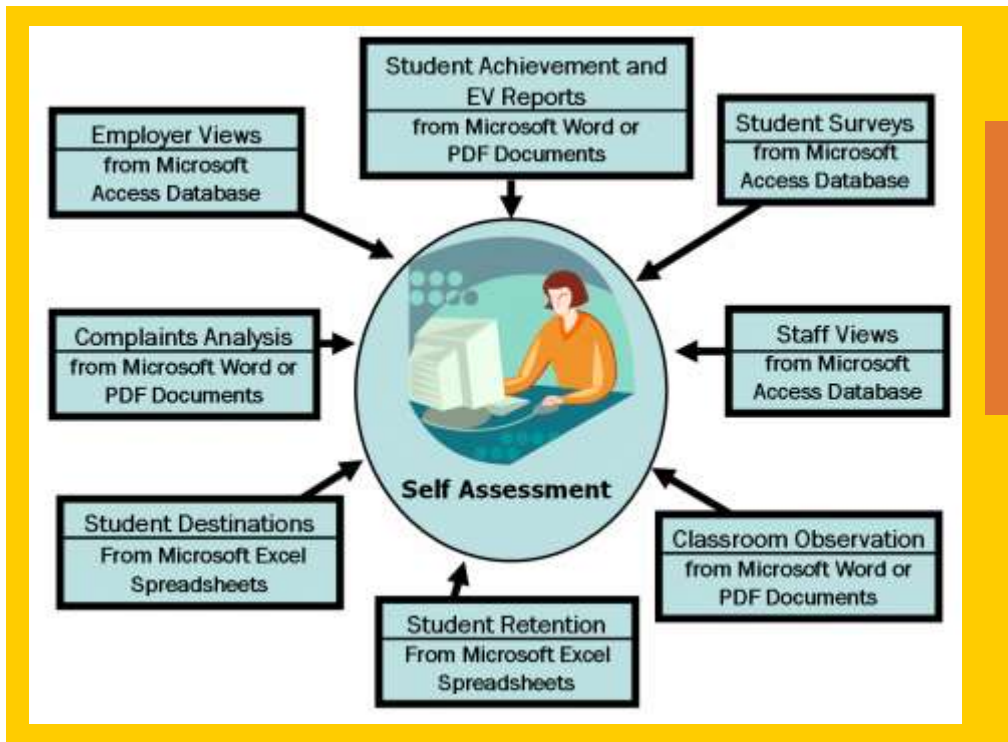 Student Achievement and
EV Reports
from Microsoft Word or
PDF Documents
Employer Views
from Microsoft
Access Database
Student Surveys
from Microsoft
Access Database
Complaints Analysis
from Microsoft Word or
PDF Documents
Staff Views
from Microsoft
Access Database
Self Assessment
Student Destinations
From Microsoft Excel
Spreadsheets
Classroom Observation
from Microsoft Word or
PDF Documents
Student Retention
From Microsoft Excel
Spreadsheets